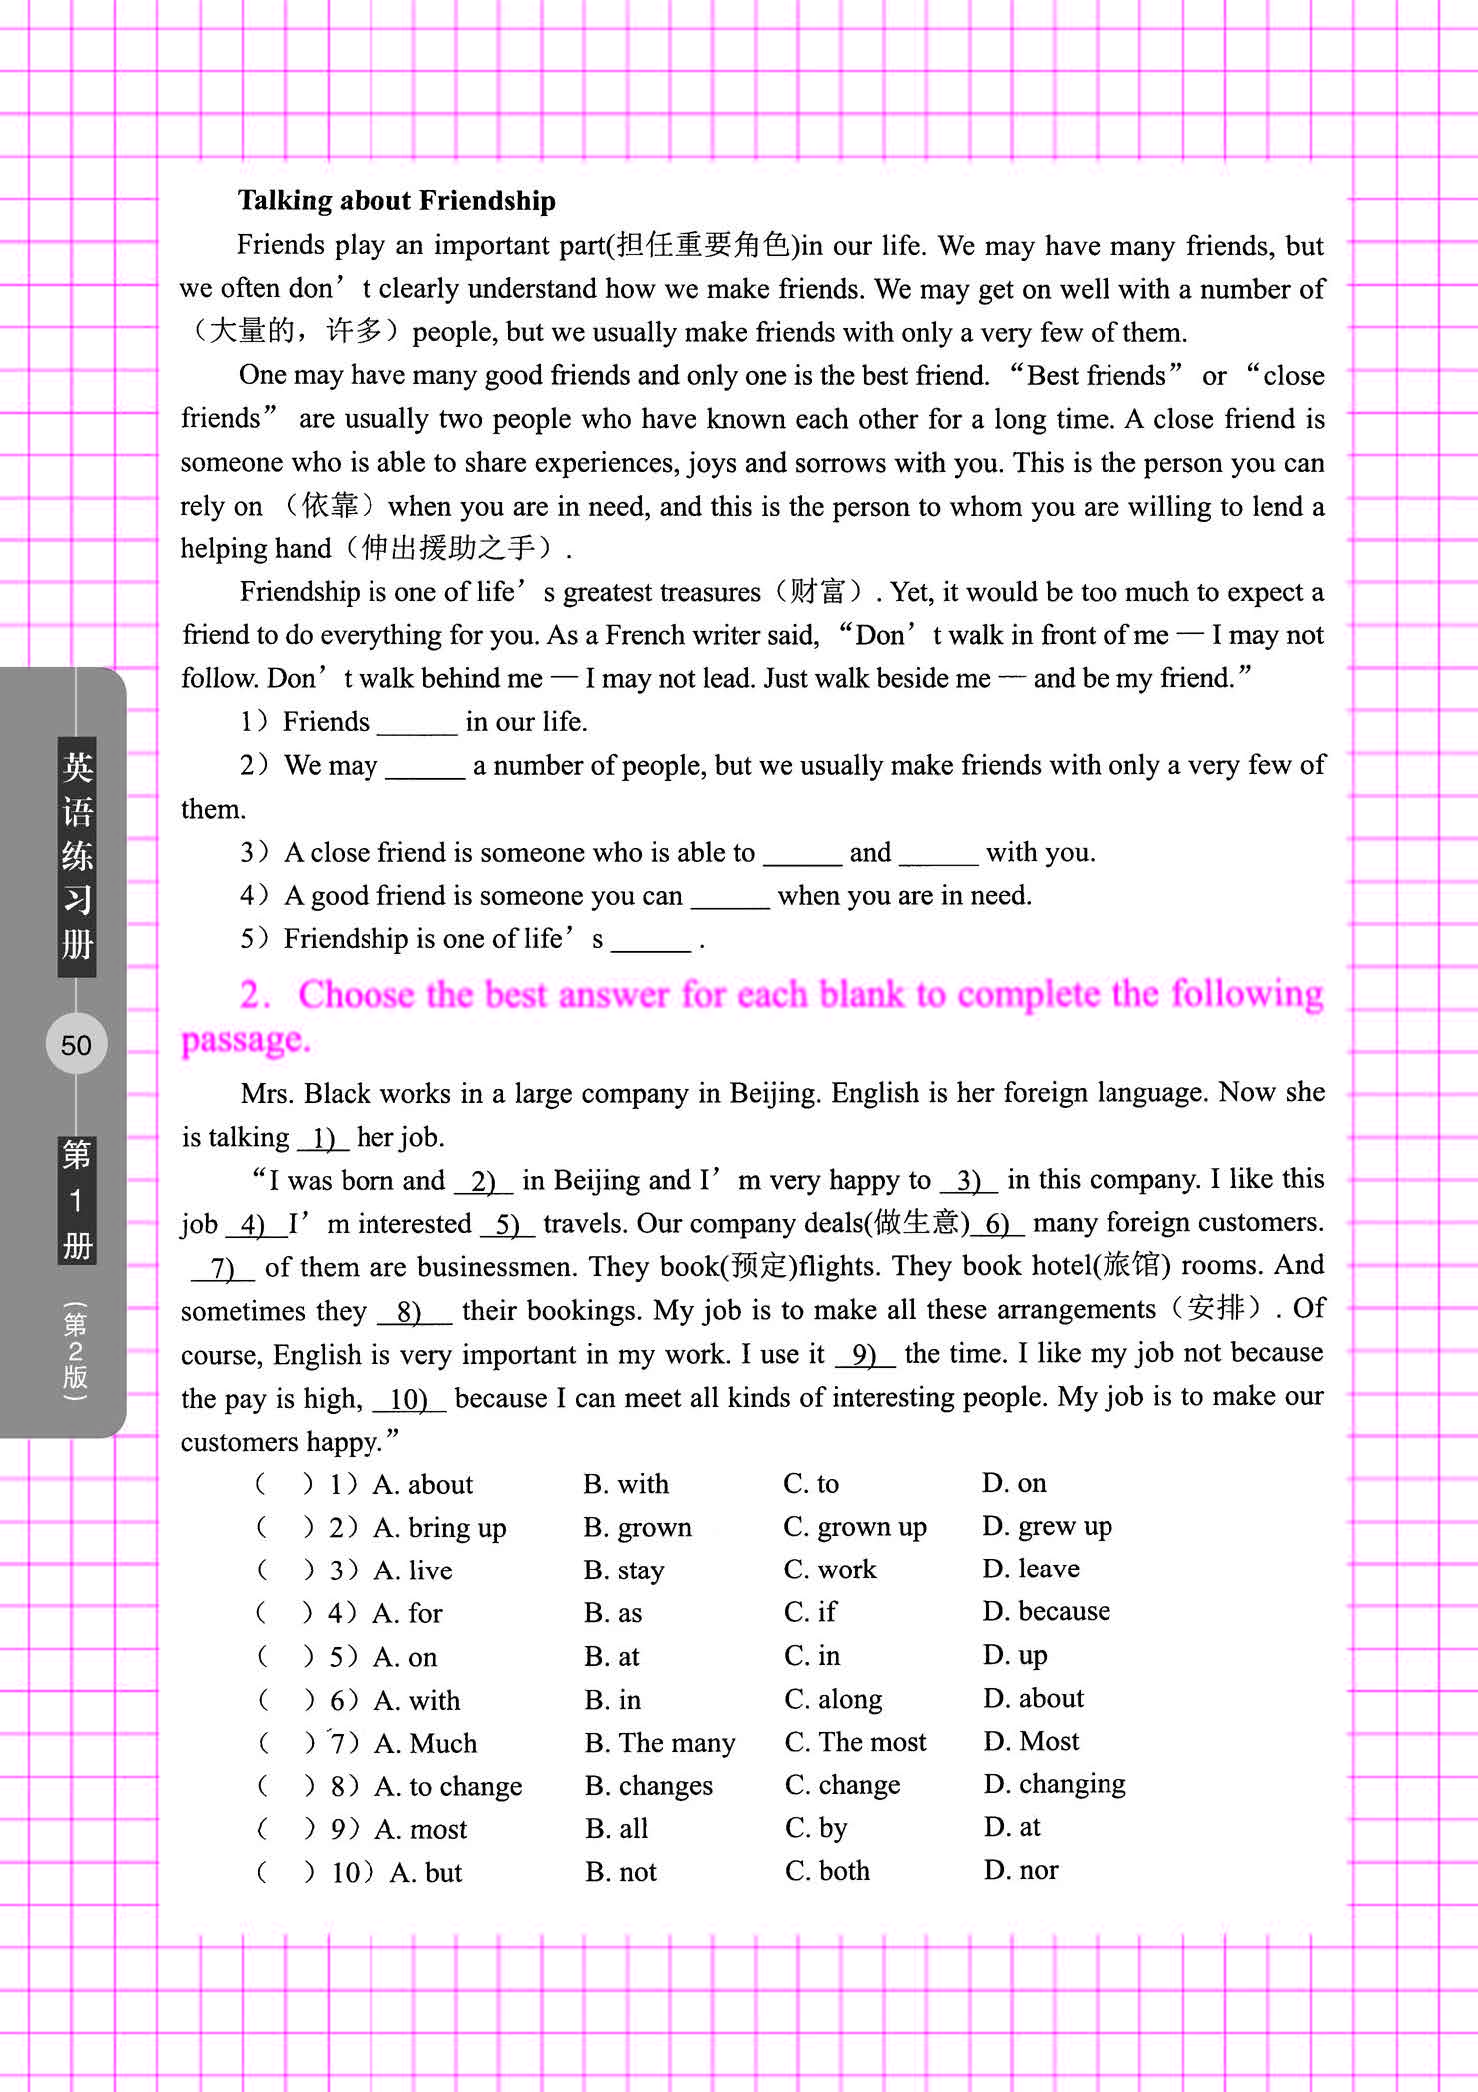 Talking about Friendship
Friends play an important part(担任重要角色)in our life. We may have many friends, but
we often don’t clearly understand how we make friends. We may get on well with a number of
（大量的，许多）people, but we usually make friends with only a very few of them.
One may have many good friends and only one is the best friend. “Best friends” or “close
friends” are usually two people who have known each other for a long time. A close friend is
someone who is able to share experiences, joys and sorrows with you. This is the person you can
rely on （依靠）when you are in need, and this is the person to whom you are willing to lend a
helping hand（伸出援助之手）.
Friendship is one of life’s greatest treasures（财富）. Yet, it would be too much to expect a
friend to do everything for you. As a French writer said, “Don’t walk in front of me — I may not
follow. Don’t walk behind me — I may not lead. Just walk beside me — and be my friend.”
1）Friends ______ in our life.
2）We may ______ a number of people, but we usually make friends with only a very few of
them.
3）A close friend is someone who is able to ______ and ______ with you.
4）A good friend is someone you can ______ when you are in need.
5）Friendship is one of life’s ______ .
2. Choose the best answer for each blank to complete the following
passage.
Mrs. Black works in a large company in Beijing. English is her foreign language. Now she
is talking 1) her job.
“I was born and 2) in Beijing and I’m very happy to 3) in this company. I like this
job 4) I’m interested 5) travels. Our company deals(做生意) 6) many foreign customers.
7) of them are businessmen. They book(预定)flights. They book hotel(旅馆) rooms. And
sometimes they 8) their bookings. My job is to make all these arrangements（安排）. Of
course, English is very important in my work. I use it 9) the time. I like my job not because
the pay is high, 10) because I can meet all kinds of interesting people. My job is to make our
customers happy.”
（ ）1）A. about B. with C. to D. on
（ ）2）A. bring up B. grown C. grown up D. grew up
（ ）3）A. live B. stay C. work D. leave
（ ）4）A. for B. as C. if D. because
（ ）5）A. on B. at C. in D. up
（ ）6）A. with B. in C. along D. about
（ ）7）A. Much B. The many C. The most D. Most
（ ）8）A. to change B. changes C. change D. changing
（ ）9）A. most B. all C. by D. at
（ ）10）A. but B. not C. both D. nor
英语练习册
50
第1册
（第2版）